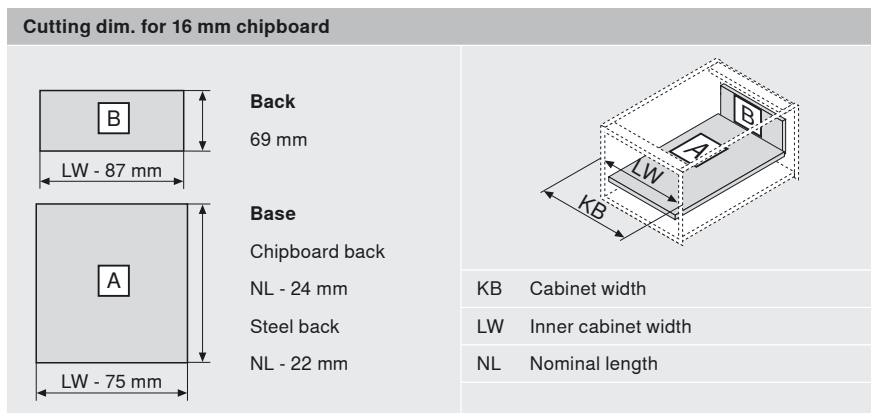 Cutting dim. for 16 mm chipboard
B
LW - 87 mm
Back
69 mm
A
LW - 75 mm
Base
Chipboard back
NL - 24 mm
Steel back
NL - 22 mm
B
A
LW
KB
KB Cabinet width
LW Inner cabinet width
NL Nominal length